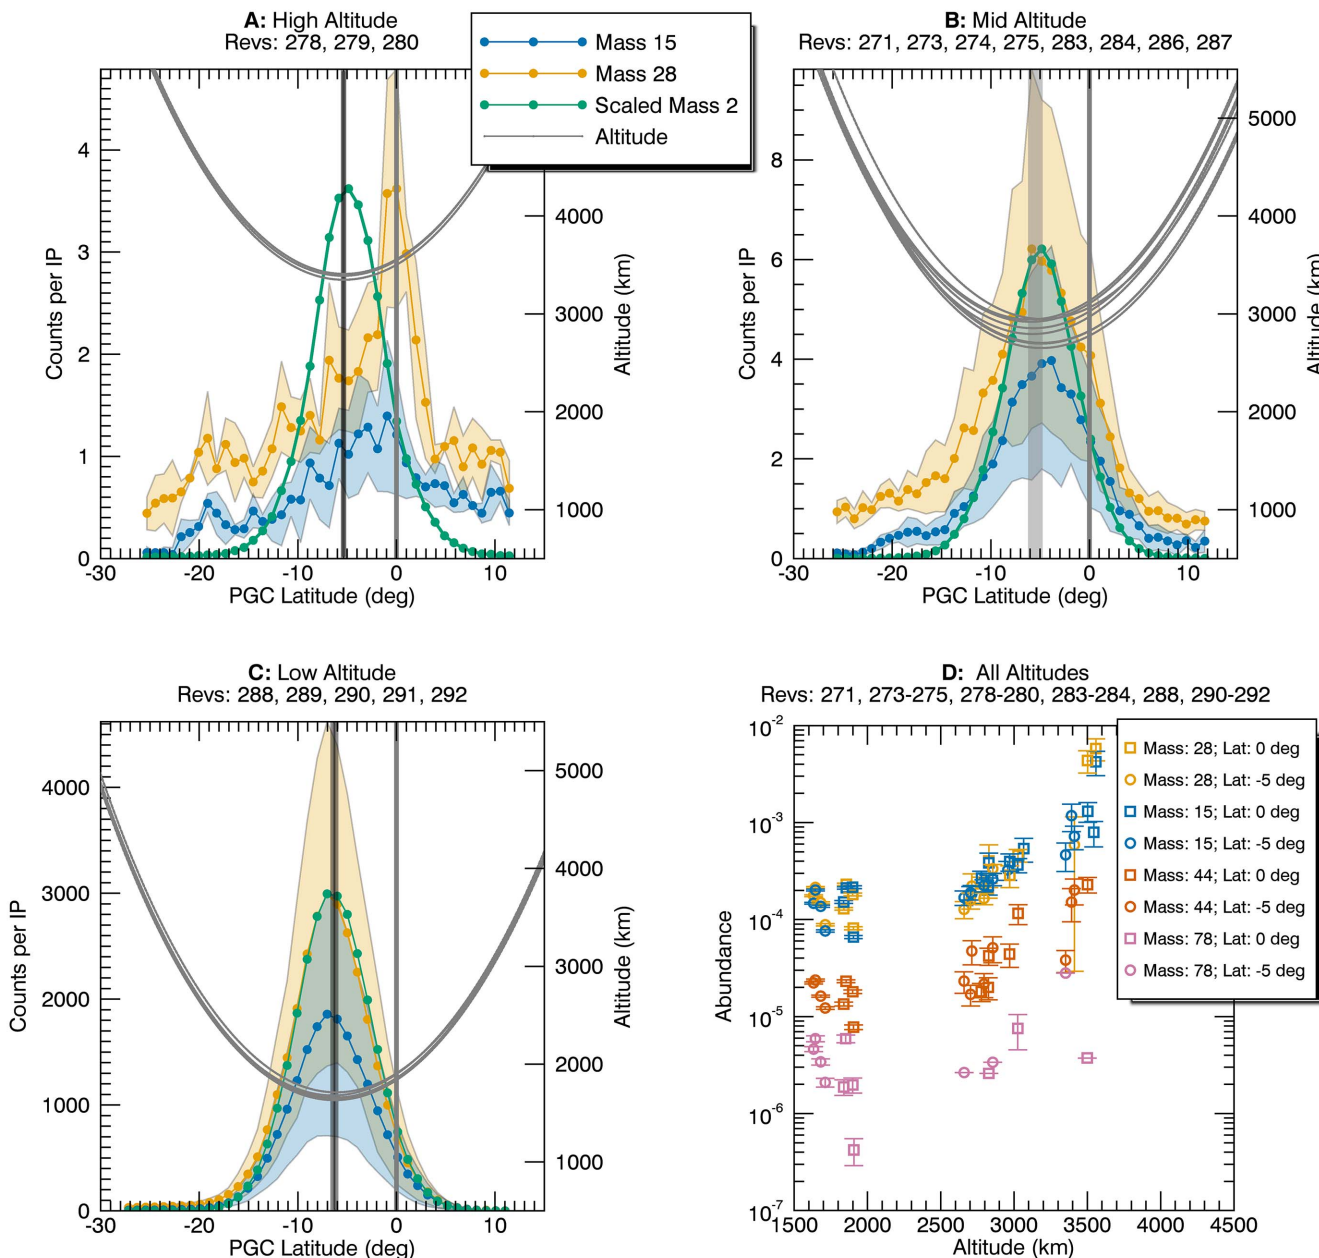 A: High Altitude
Revs: 278, 279, 280
Mass 15
Mass 28
Scaled Mass 2
Altitude
Counts per IP
4
3
2
1
0
-30
-20
-10
0
10
PGC Latitude (deg)
4000
3000
2000
1000
Altitude (km)
B: Mid Altitude
Revs: 271, 273, 274, 275, 283, 284, 286, 287
Counts per IP
8
6
4
2
0
-30
-20
-10
0
10
PGC Latitude (deg)
5000
4000
3000
2000
1000
Altitude (km)
C: Low Altitude
Revs: 288, 289, 290, 291, 292
Counts per IP
4000
3000
2000
1000
0
-30
-20
-10
0
10
PGC Latitude (deg)
5000
4000
3000
2000
1000
Altitude (km)
D: All Altitudes
Revs: 271, 273-275, 278-280, 283-284, 288, 290-292
Mass: 28; Lat: 0 deg
Mass: 28; Lat: -5 deg
Mass: 15; Lat: 0 deg
Mass: 15; Lat: -5 deg
Mass: 44; Lat: 0 deg
Mass: 44; Lat: -5 deg
Mass: 78; Lat: 0 deg
Mass: 78; Lat: -5 deg
Abundance
10⁻²
10⁻³
10⁻⁴
10⁻⁵
10⁻⁶
10⁻⁷
1500
2000
2500
3000
3500
4000
4500
Altitude (km)